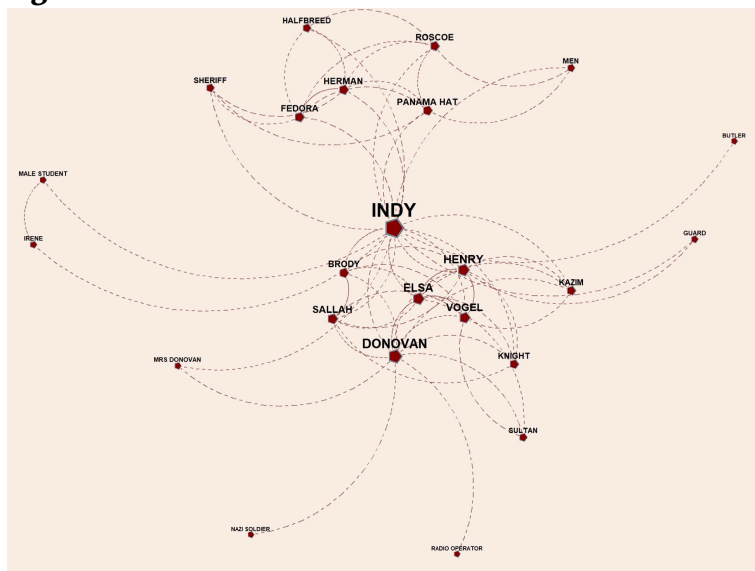 HALFBREED
ROSCOE
MEN
SHERIFF
HERMAN
FEDORA
PANAMA HAT
BUTLER
MALE STUDENT
INDY
GUARD
IRENE
BRODY
HENRY
ELSA
KAZIM
SALLAH
VOGEL
DONOVAN
KNIGHT
MRS DONOVAN
SULTAN
NAZI SOLDIER
RADIO OPERATOR